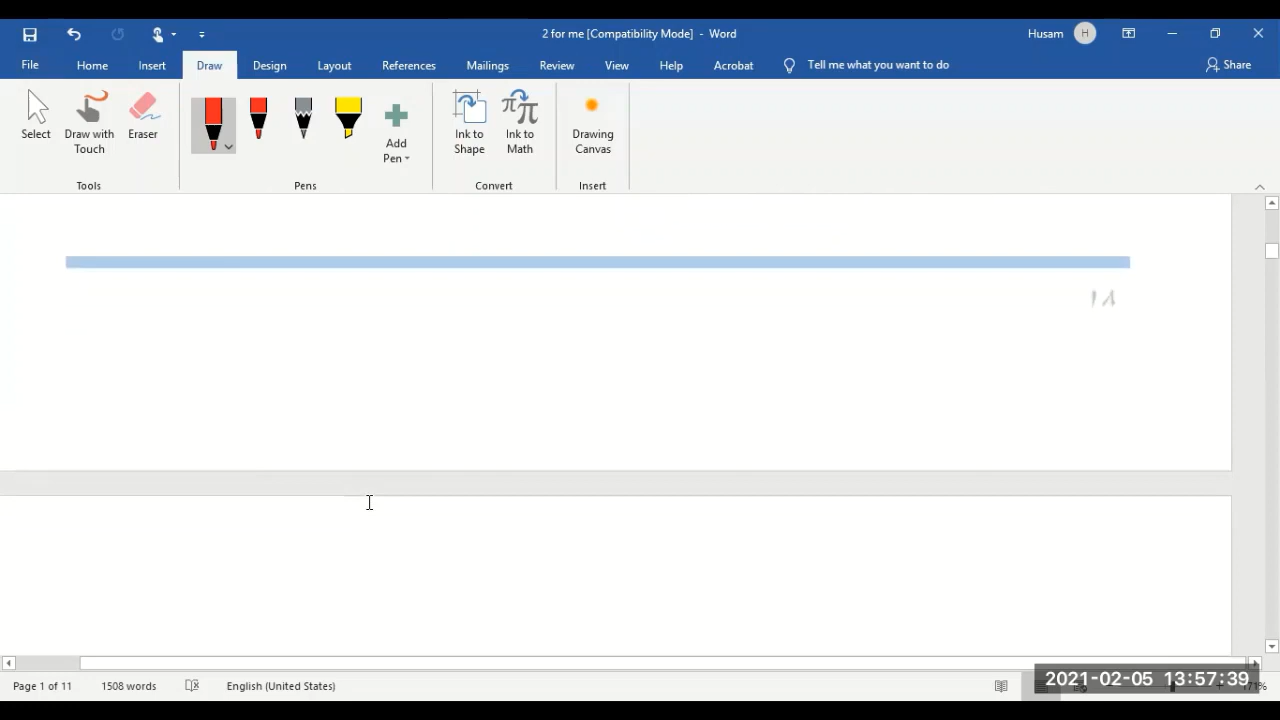 2 for me [Compatibility Mode] - Word
Husam
H
File
Home
Insert
Draw
Design
Layout
References
Mailings
Review
View
Help
Acrobat
Tell me what you want to do
Share
Select
Draw with Touch
Eraser
Add Pen
Ink to Shape
Ink to Math
Drawing Canvas
Tools
Pens
Convert
Insert
Page 1 of 11
1508 words
English (United States)
2021-02-05 13:57:39
171%